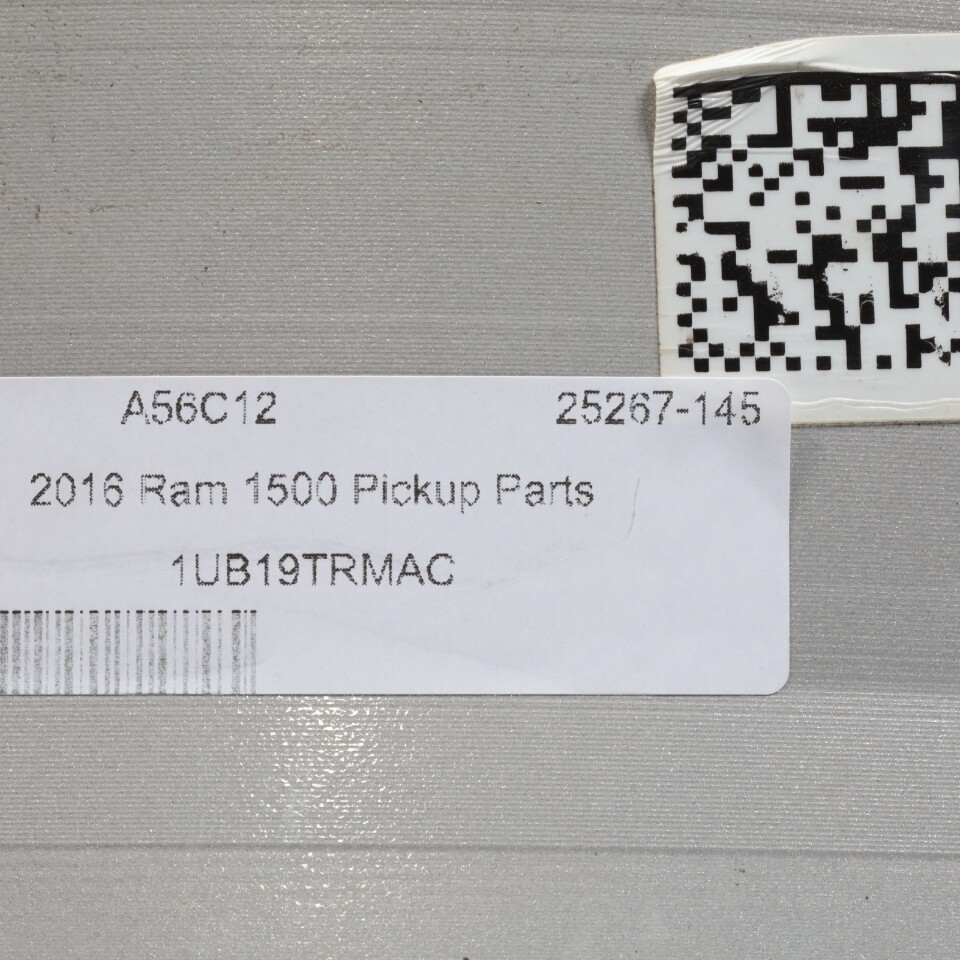 A56C12 25267-145
2016 Ram 1500 Pickup Parts
1UB19TRMAC